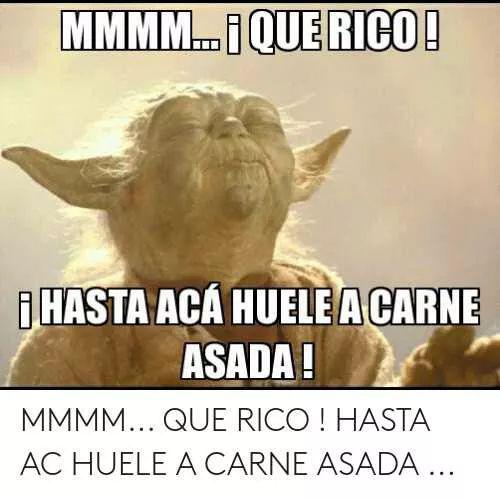 MMMM... ¡ QUE RICO !
¡ HASTA ACÁ HUELE A CARNE
ASADA !
MMMM... QUE RICO ! HASTA
AC HUELE A CARNE ASADA ...